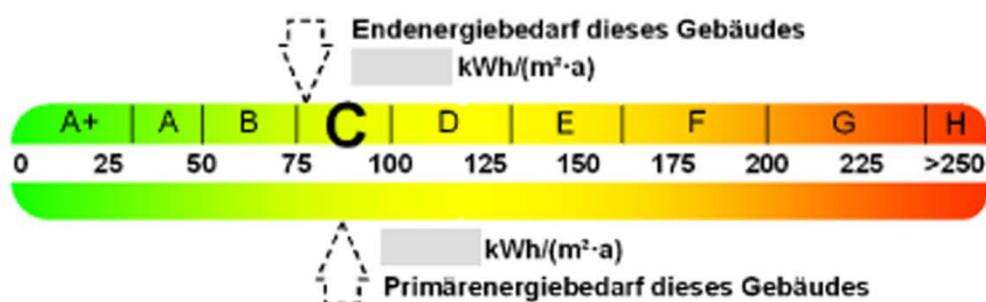 Endenergiebedarf dieses Gebäudes
kWh/(m²·a)
A+ A B C D E F G H
0 25 50 75 100 125 150 175 200 225 >250
kWh/(m²·a)
Primärenergiebedarf dieses Gebäudes